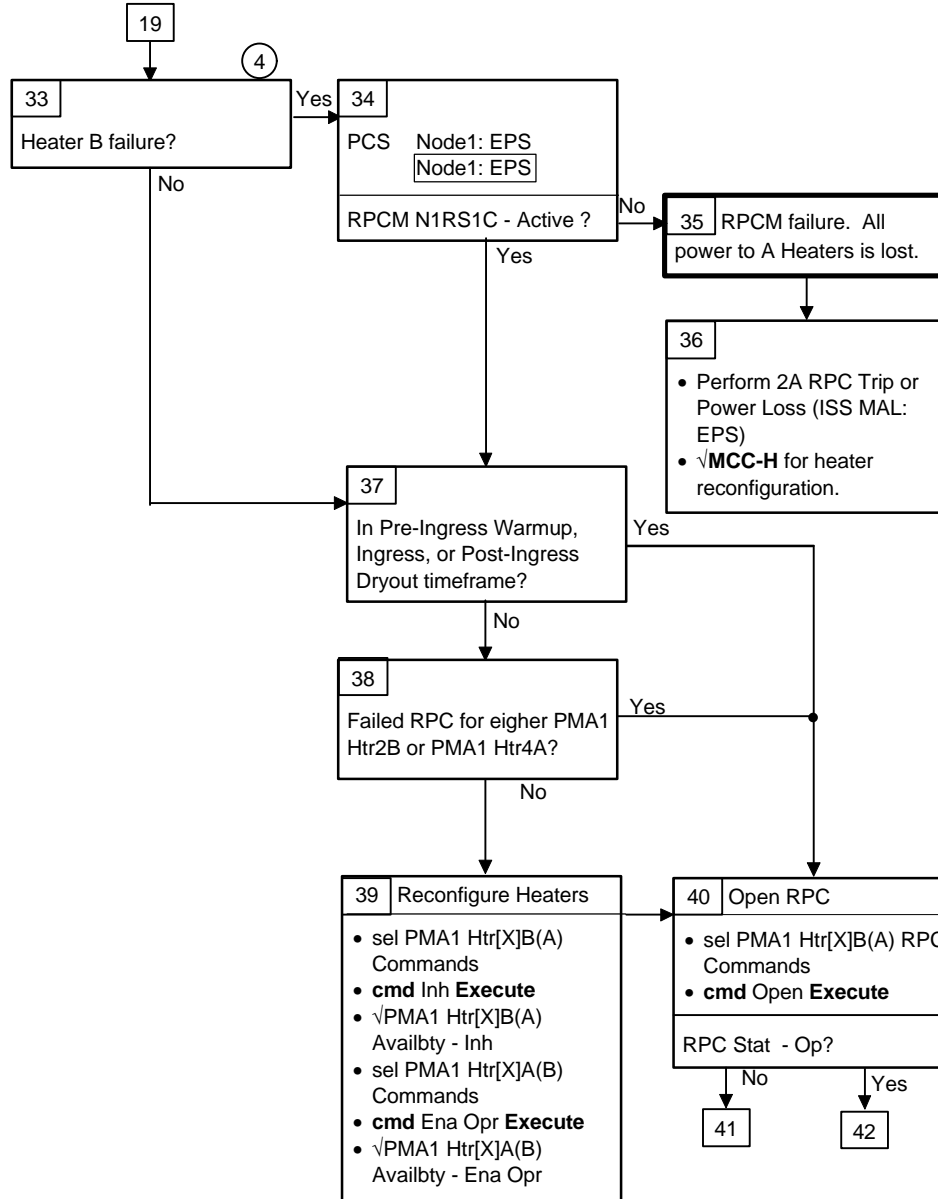 19
4
33
Heater B failure?
Yes
No
34
PCS Node1: EPS
Node1: EPS
RPCM N1RS1C - Active ?
No
Yes
35 RPCM failure. All
power to A Heaters is lost.
36
• Perform 2A RPC Trip or
Power Loss (ISS MAL:
EPS)
• √MCC-H for heater
reconfiguration.
37
In Pre-Ingress Warmup,
Ingress, or Post-Ingress
Dryout timeframe?
Yes
No
38
Failed RPC for eigher PMA1
Htr2B or PMA1 Htr4A?
Yes
No
39 Reconfigure Heaters
• sel PMA1 Htr[X]B(A)
Commands
• cmd Inh Execute
• √PMA1 Htr[X]B(A)
Availbty - Inh
• sel PMA1 Htr[X]A(B)
Commands
• cmd Ena Opr Execute
• √PMA1 Htr[X]A(B)
Availbty - Ena Opr
40 Open RPC
• sel PMA1 Htr[X]B(A) RPC
Commands
• cmd Open Execute
RPC Stat - Op?
No
Yes
41
42